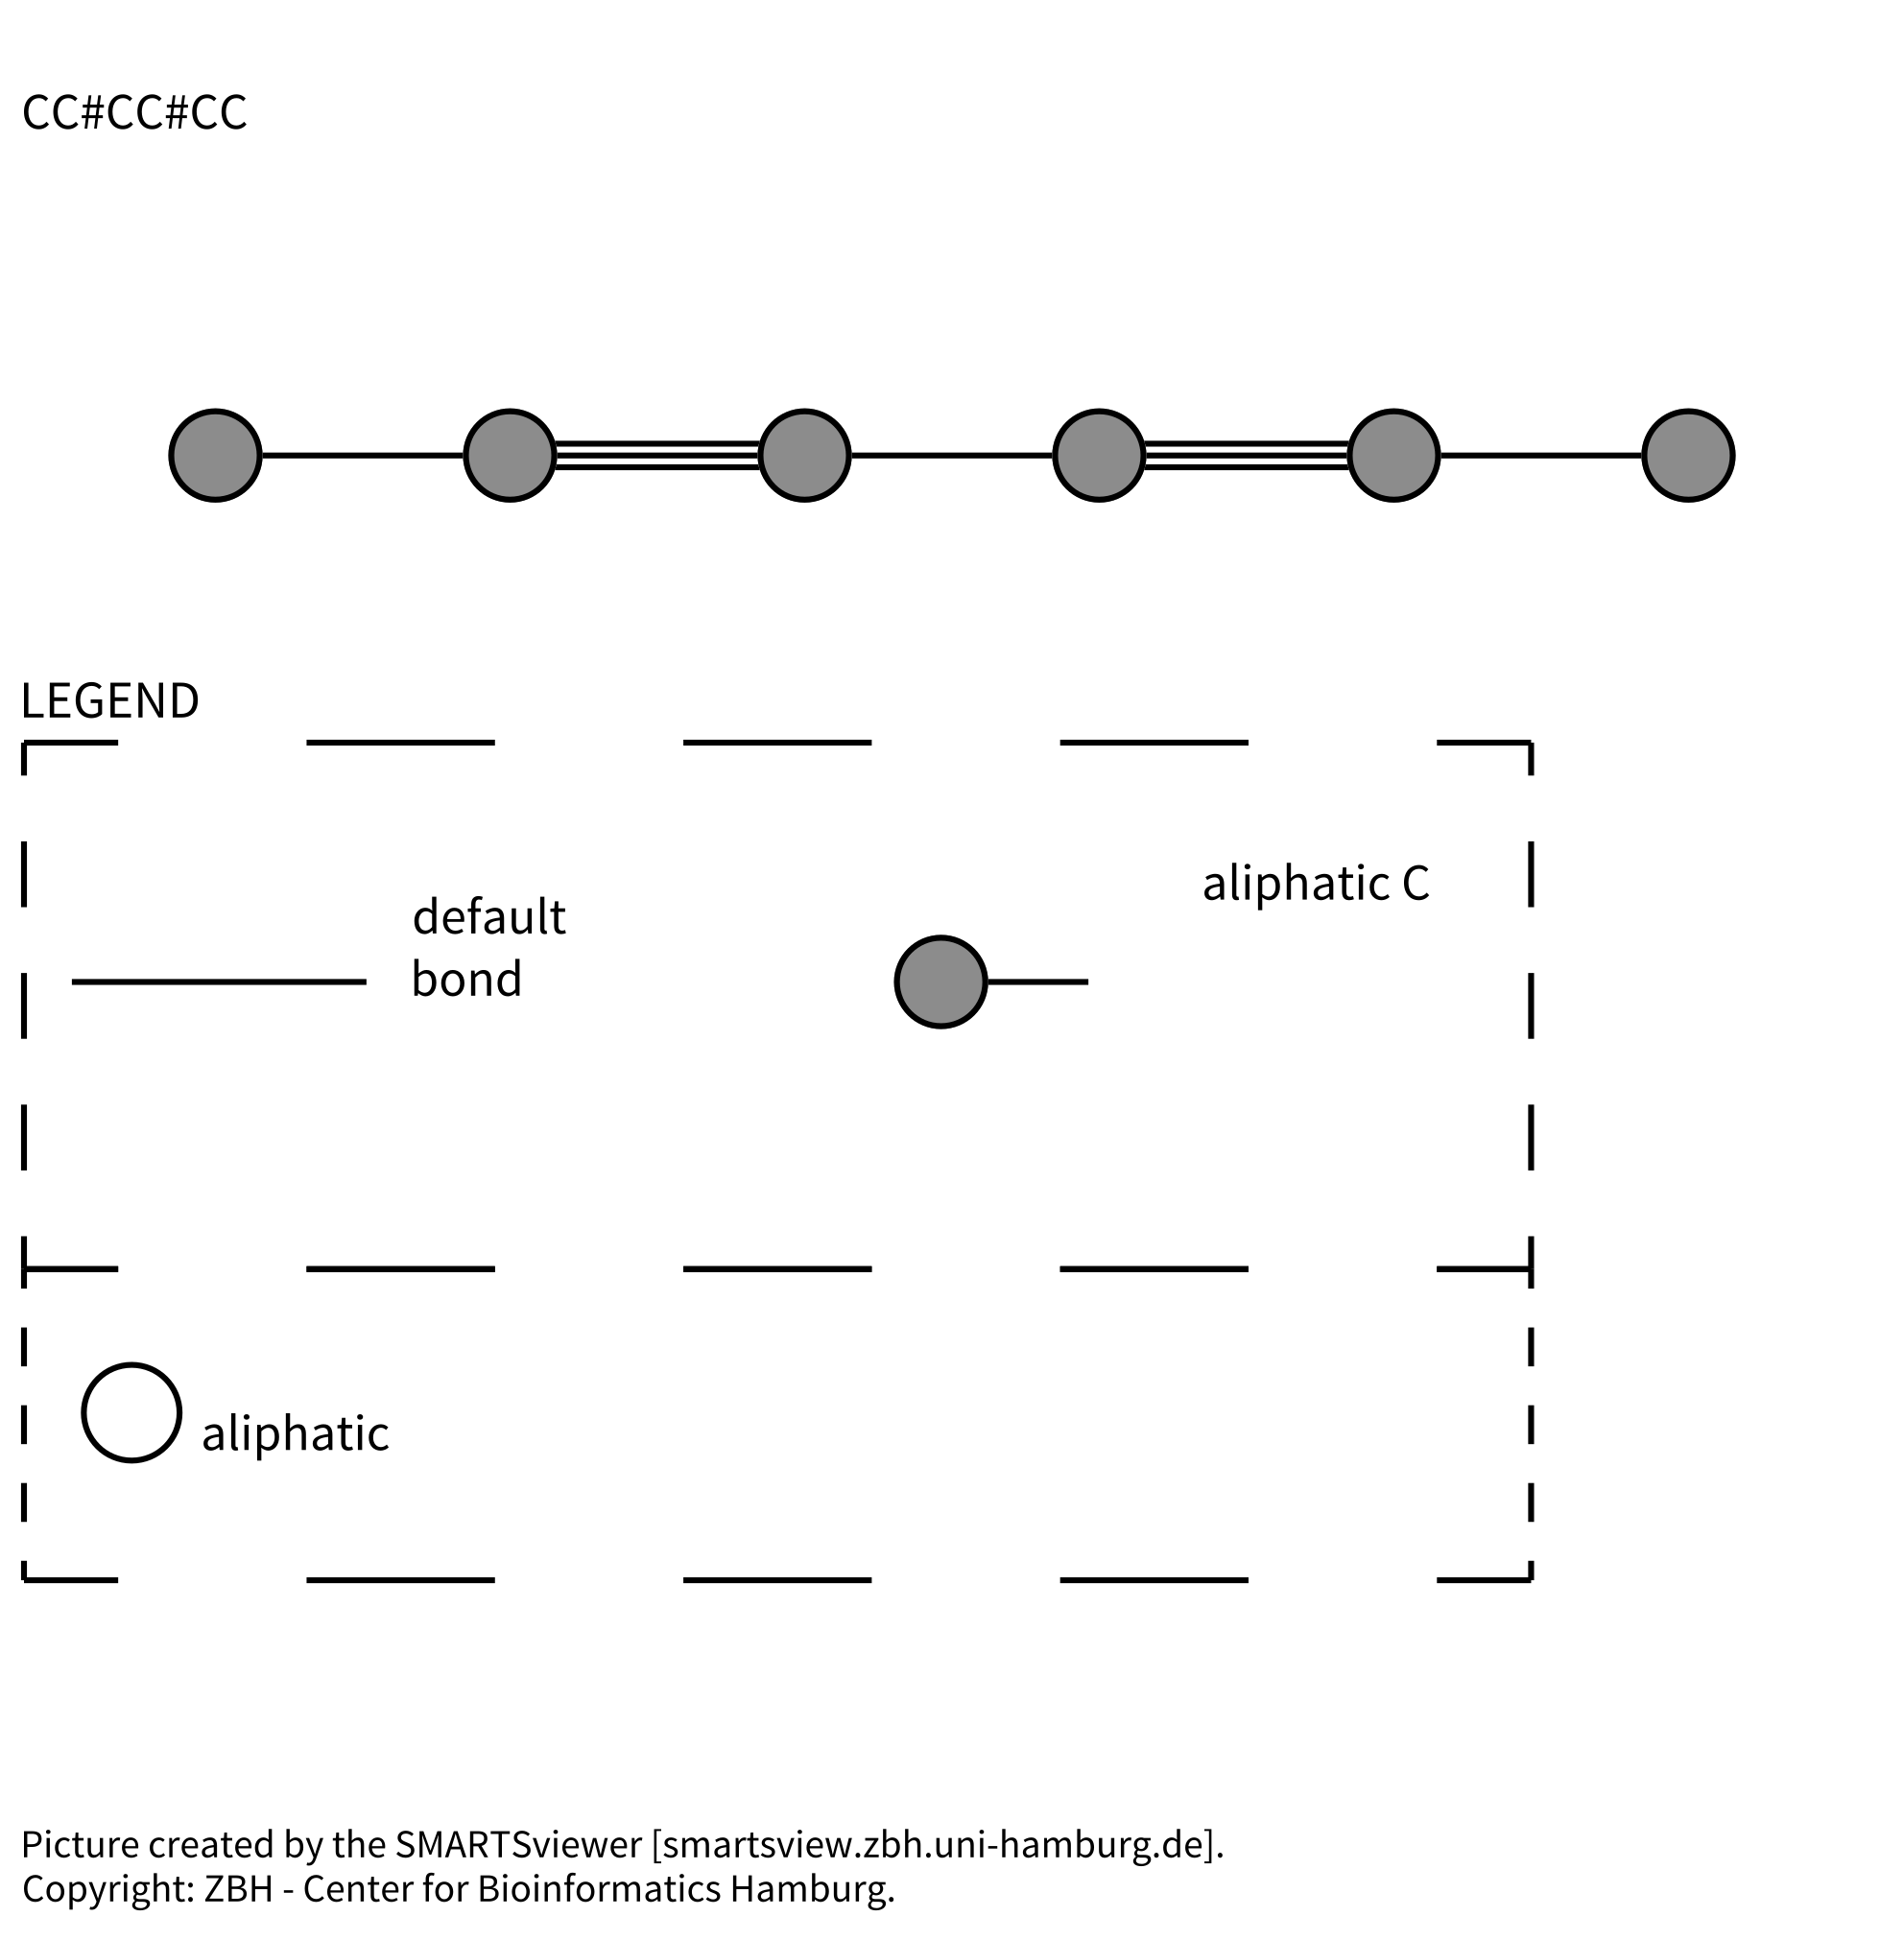 CC#CC#CC
LEGEND
default
bond
aliphatic C
aliphatic
Picture created by the SMARTSviewer [smartsview.zbh.uni-hamburg.de].
Copyright: ZBH - Center for Bioinformatics Hamburg.